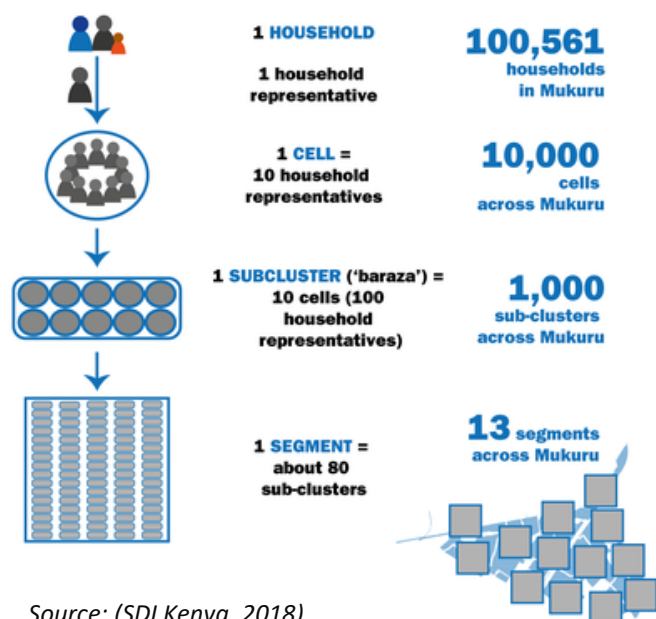 1 HOUSEHOLD
1 household
representative
100,561
households
in Mukuru
1 CELL =
10 household
representatives
10,000
cells
across Mukuru
1 SUBCLUSTER (‘baraza’) =
10 cells (100
household
representatives)
1,000
sub-clusters
across Mukuru
1 SEGMENT =
about 80
sub-clusters
13 segments
across Mukuru
Source: (SDI Kenya, 2018)